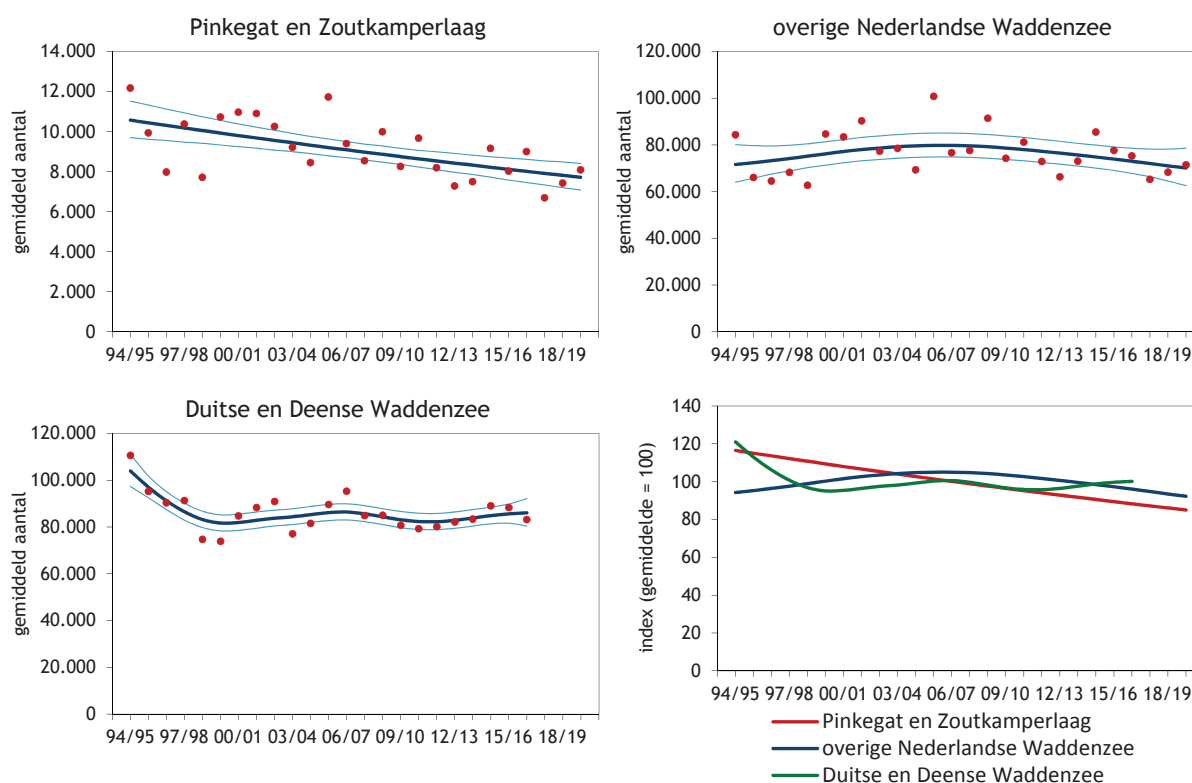 Pinkegat en Zoutkamperlaag
gemiddeld aantal
14.000
12.000
10.000
8.000
6.000
4.000
2.000
0
94/95 97/98 00/01 03/04 06/07 09/10 12/13 15/16 18/19
overige Nederlandse Waddenzee
gemiddeld aantal
120.000
100.000
80.000
60.000
40.000
20.000
0
94/95 97/98 00/01 03/04 06/07 09/10 12/13 15/16 18/19
Duitse en Deense Waddenzee
gemiddeld aantal
120.000
100.000
80.000
60.000
40.000
20.000
0
94/95 97/98 00/01 03/04 06/07 09/10 12/13 15/16 18/19
index (gemiddelde = 100)
140
120
100
80
60
40
20
0
94/95 97/98 00/01 03/04 06/07 09/10 12/13 15/16 18/19
Pinkegat en Zoutkamperlaag
overige Nederlandse Waddenzee
Duitse en Deense Waddenzee